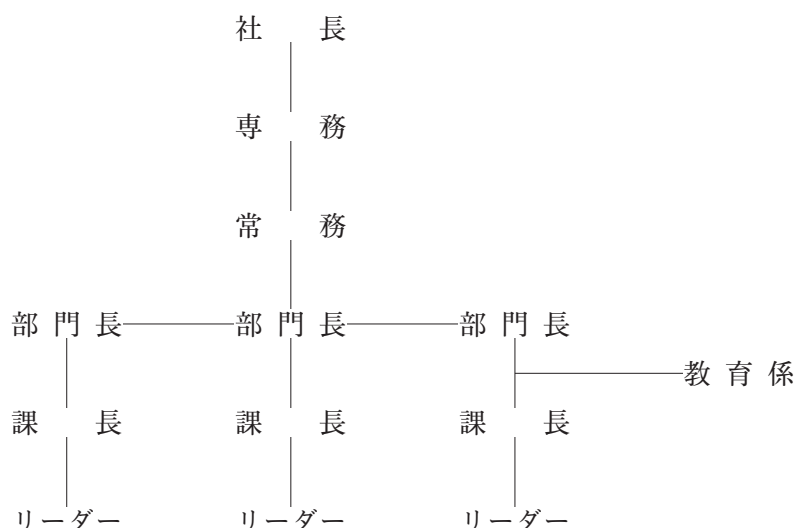 社長
専務
常務
部門長 部門長 部門長
教育係
課長 課長 課長
リーダー リーダー リーダー